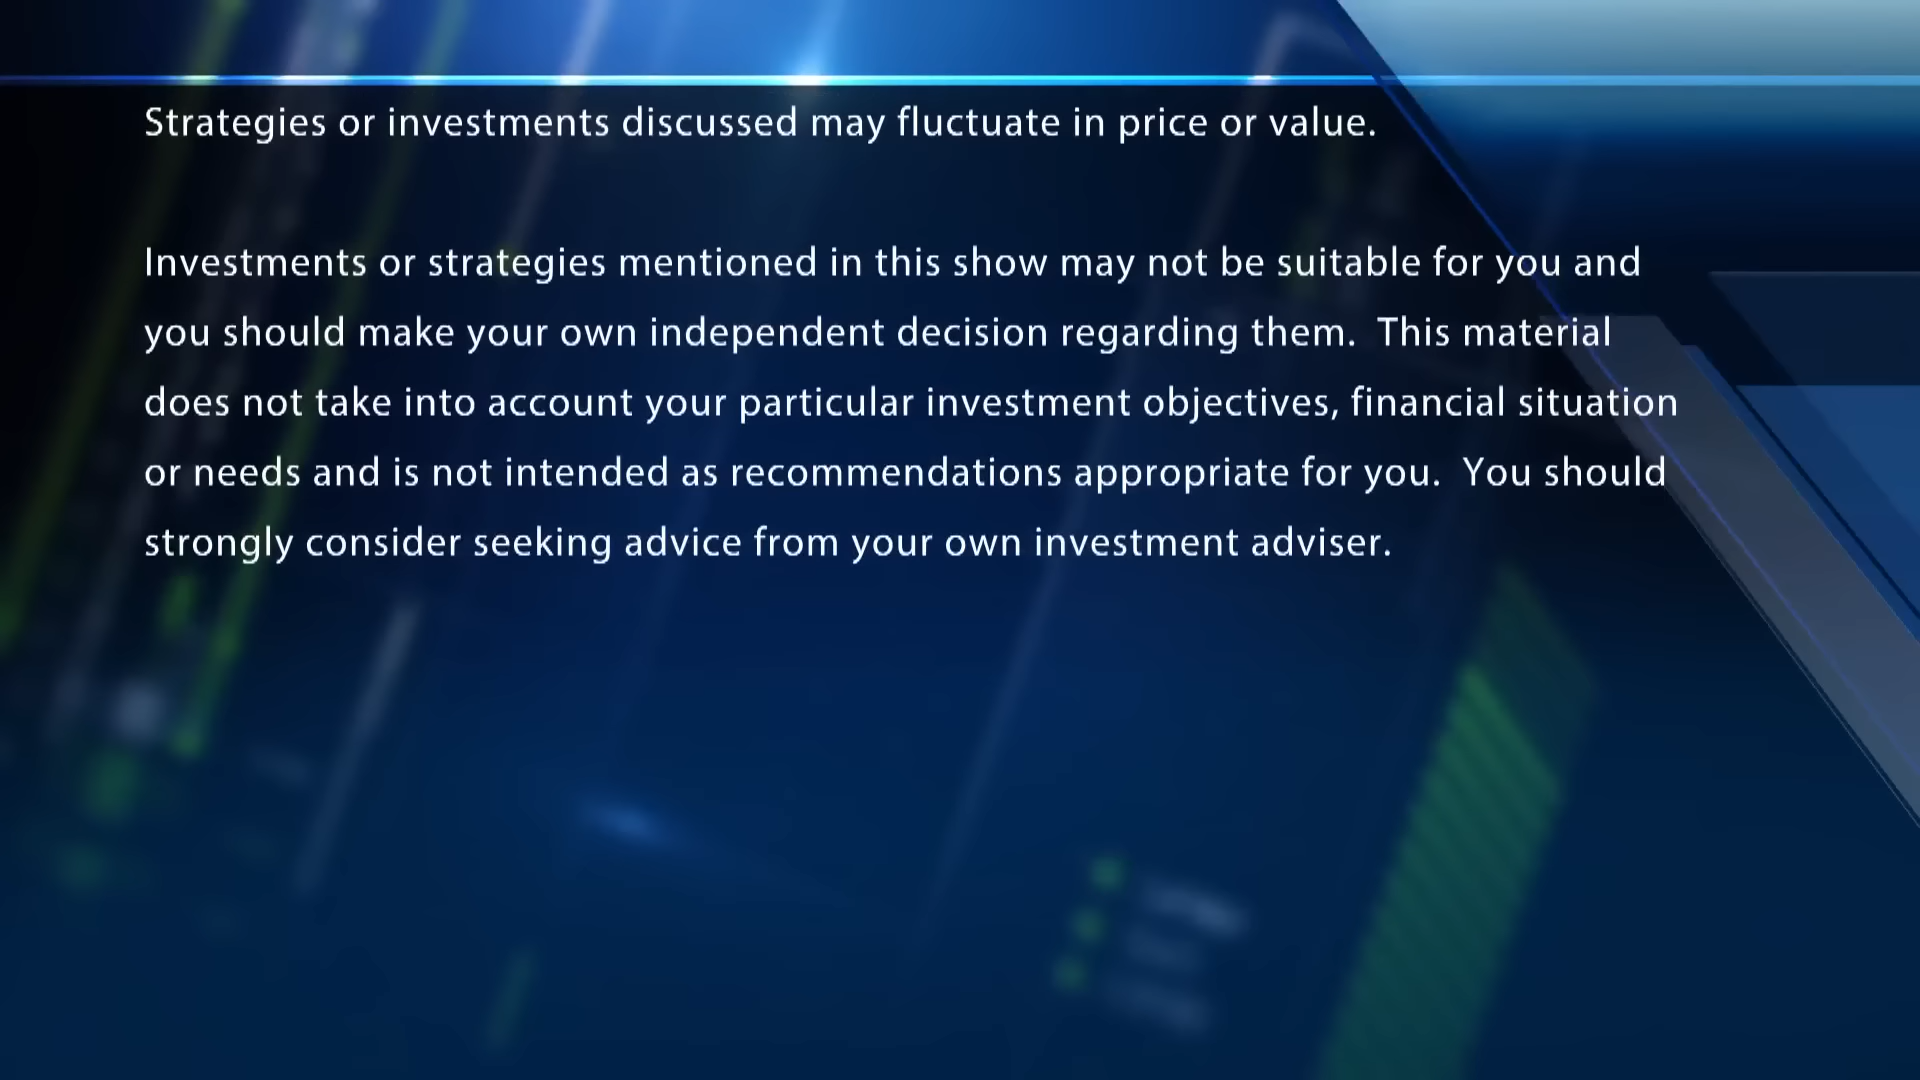 Strategies or investments discussed may fluctuate in price or value.
Investments or strategies mentioned in this show may not be suitable for you and
you should make your own independent decision regarding them.  This material
does not take into account your particular investment objectives, financial situation
or needs and is not intended as recommendations appropriate for you.  You should
strongly consider seeking advice from your own investment adviser.